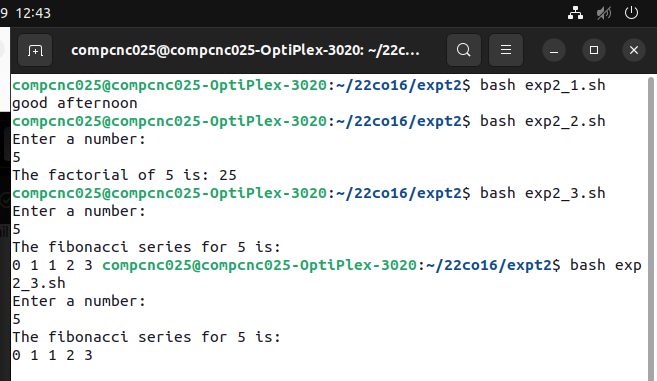 9 12:43
compcnc025@compcnc025-OptiPlex-3020: ~/22c...
compcnc025@compcnc025-OptiPlex-3020:~/22co16/expt2$ bash exp2_1.sh
good afternoon
compcnc025@compcnc025-OptiPlex-3020:~/22co16/expt2$ bash exp2_2.sh
Enter a number:
5
The factorial of 5 is: 25
compcnc025@compcnc025-OptiPlex-3020:~/22co16/expt2$ bash exp2_3.sh
Enter a number:
5
The fibonacci series for 5 is:
0 1 1 2 3 compcnc025@compcnc025-OptiPlex-3020:~/22co16/expt2$ bash exp
2_3.sh
Enter a number:
5
The fibonacci series for 5 is:
0 1 1 2 3